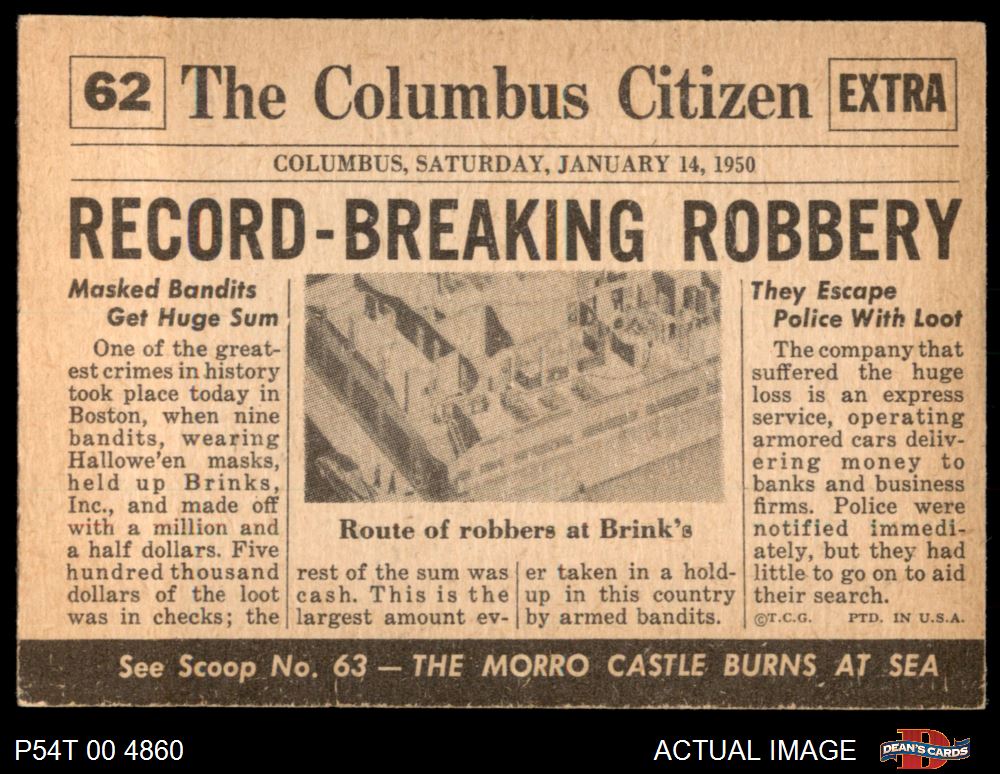 62 The Columbus Citizen EXTRA
COLUMBUS, SATURDAY, JANUARY 14, 1950
RECORD-BREAKING ROBBERY
Masked Bandits
Get Huge Sum
One of the great-
est crimes in history
took place today in
Boston, when nine
bandits, wearing
Hallowe'en masks,
held up Brinks,
Inc., and made off
with a million and
a half dollars. Five
hundred thousand
dollars of the loot
was in checks; the
Route of robbers at Brink's
rest of the sum was
cash. This is the
largest amount ev-
er taken in a hold-
up in this country
by armed bandits.
They Escape
Police With Loot
The company that
suffered the huge
loss is an express
service, operating
armored cars deliv-
ering money to
banks and business
firms. Police were
notified immedi-
ately, but they had
little to go on to aid
their search.
©T.C.G. PTD. IN U.S.A.
See Scoop No. 63 — THE MORRO CASTLE BURNS AT SEA
P54T 00 4860
ACTUAL IMAGE
DEAN'S CARDS